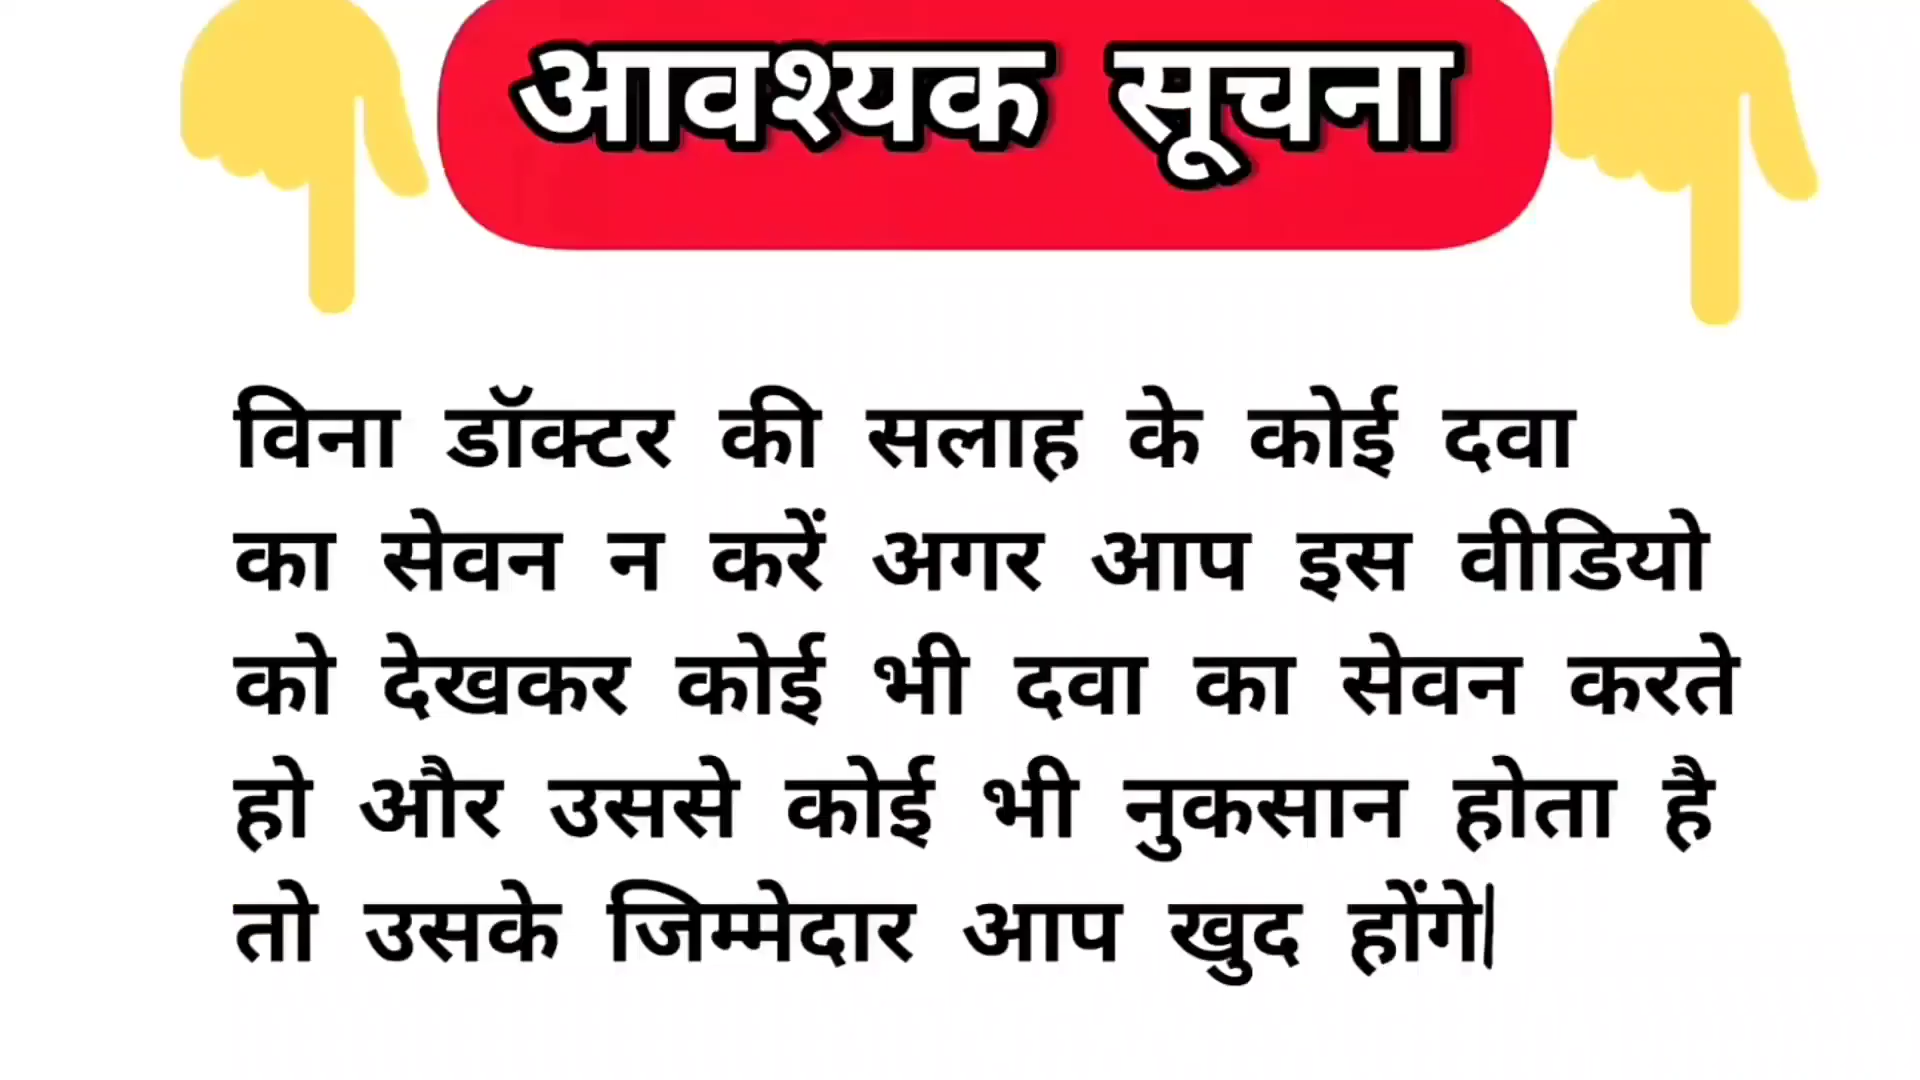 आवश्यक सूचना
विना डॉक्टर की सलाह के कोई दवा
का सेवन न करें अगर आप इस वीडियो
को देखकर कोई भी दवा का सेवन करते
हो और उससे कोई भी नुकसान होता है
तो उसके जिम्मेदार आप खुद होंगे